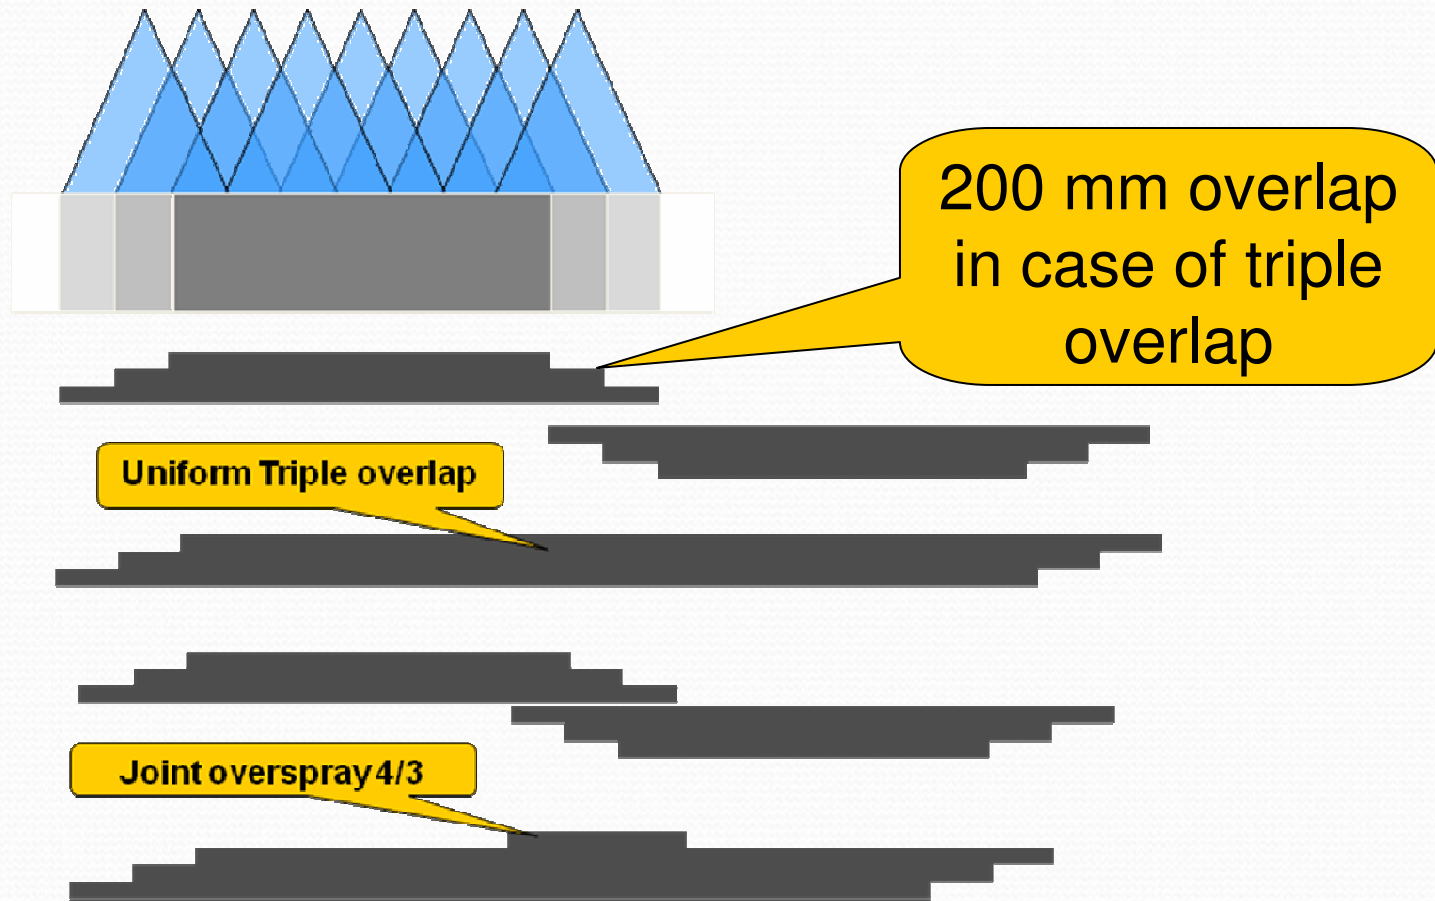 200 mm overlap
in case of triple
overlap
Uniform Triple overlap
Joint overspray 4/3